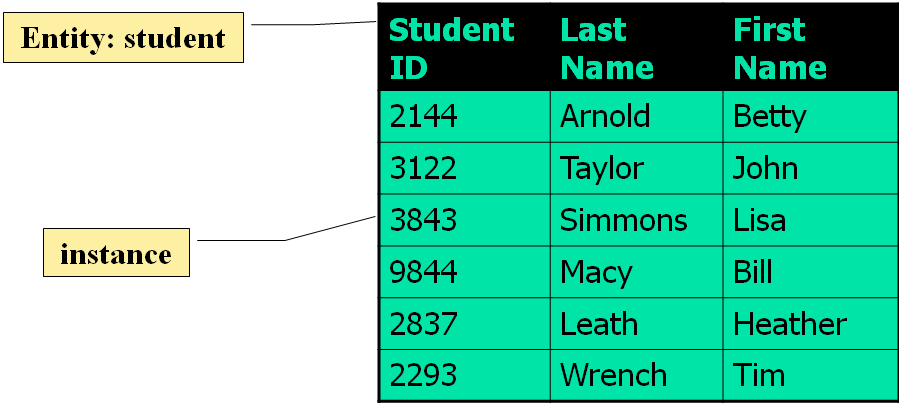 Entity: student
Student ID Last Name First Name
2144 Arnold Betty
3122 Taylor John
instance
3843 Simmons Lisa
9844 Macy Bill
2837 Leath Heather
2293 Wrench Tim